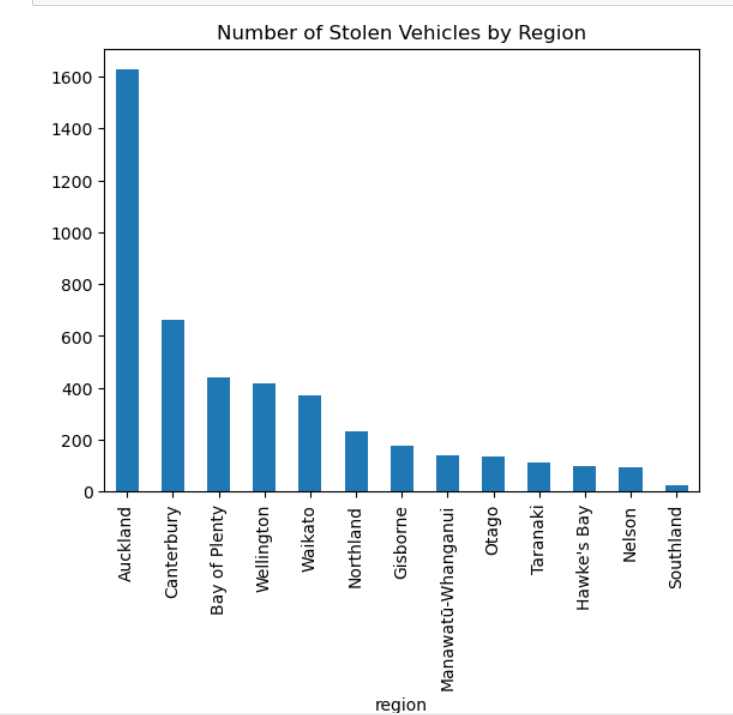 Number of Stolen Vehicles by Region
1600
1400
1200
1000
800
600
400
200
0
Auckland
Canterbury
Bay of Plenty
Wellington
Waikato
Northland
Gisborne
Manawatū-Whanganui
Otago
Taranaki
Hawke's Bay
Nelson
Southland
region